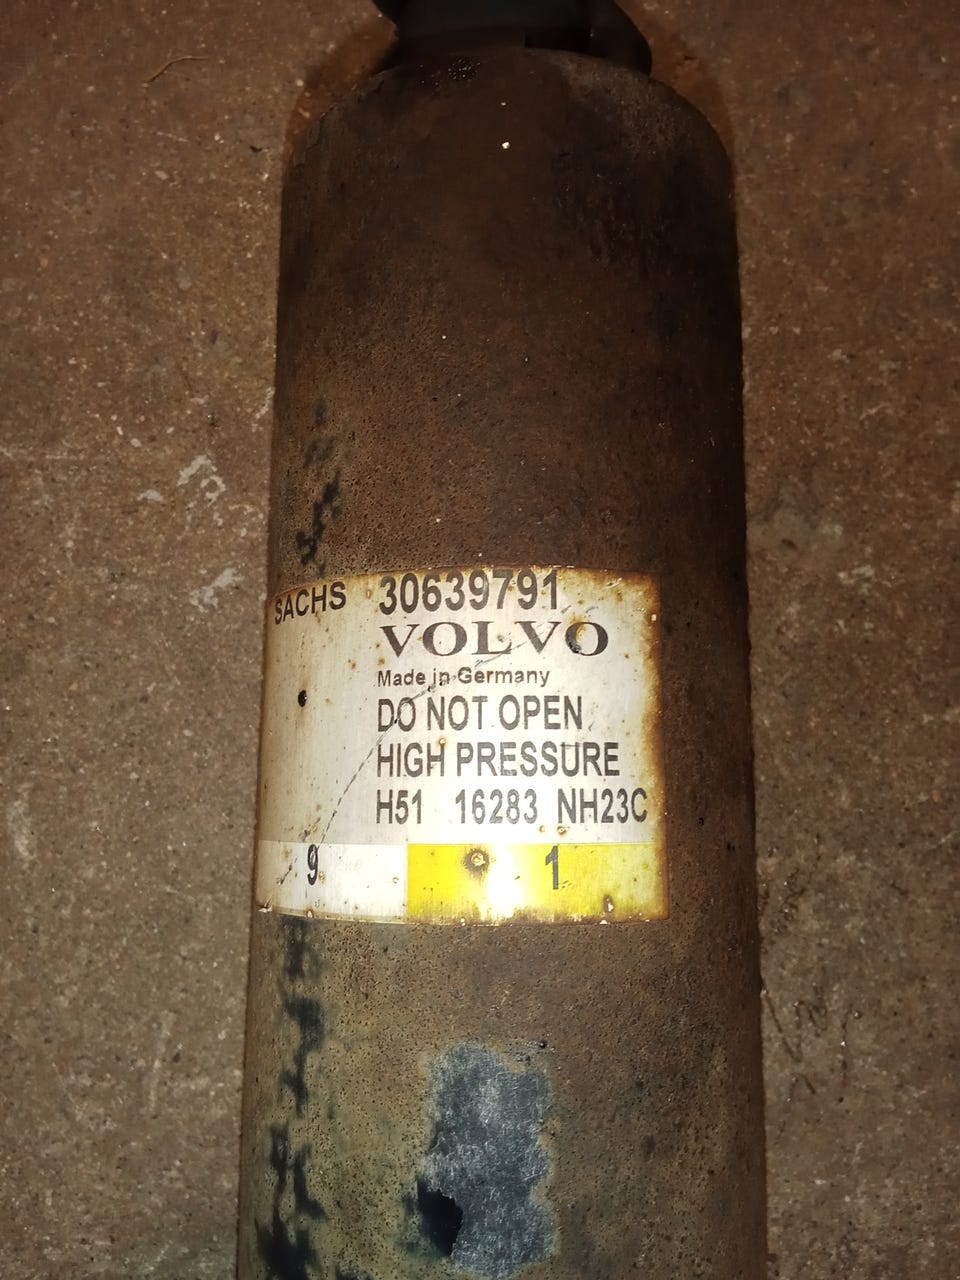 SACHS 30639791
VOLVO
Made in Germany
DO NOT OPEN
HIGH PRESSURE
H51 16283 NH23C
9 1